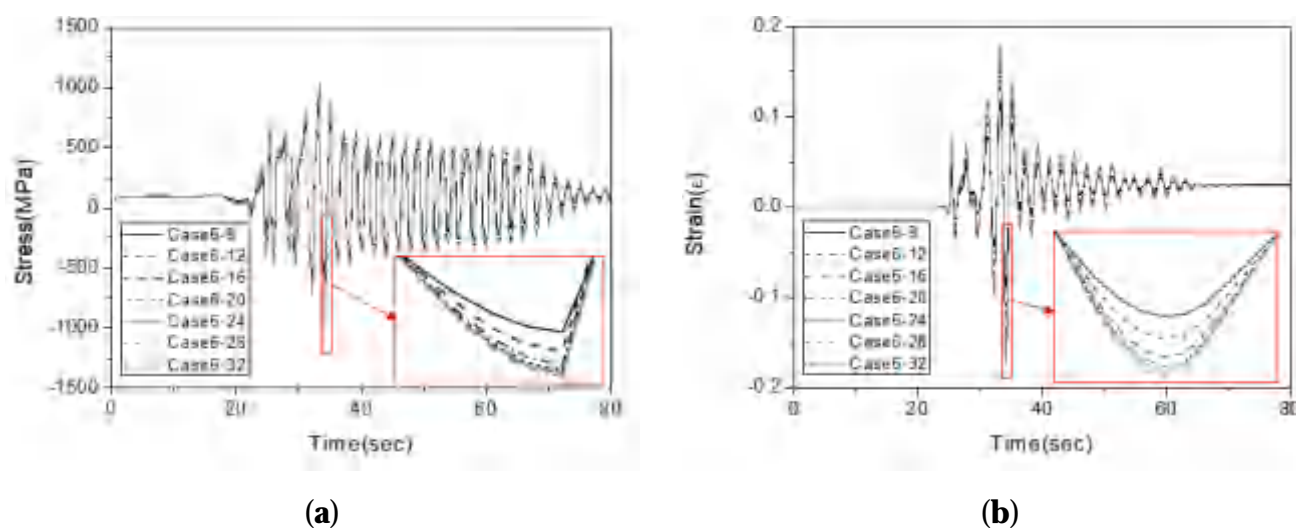 1500
1000
500
0
-500
-1000
-1500
Stress(MPa)
Case6-8
Case6-12
Case6-16
Case6-20
Case6-24
Case6-28
Case6-32
0 20 40 60 80
Time(sec)
(a)
0.2
0.1
0.0
-0.1
-0.2
Strain(ε)
Case6-8
Case6-12
Case6-16
Case6-20
Case6-24
Case6-28
Case6-32
0 20 40 60 80
Time(sec)
(b)